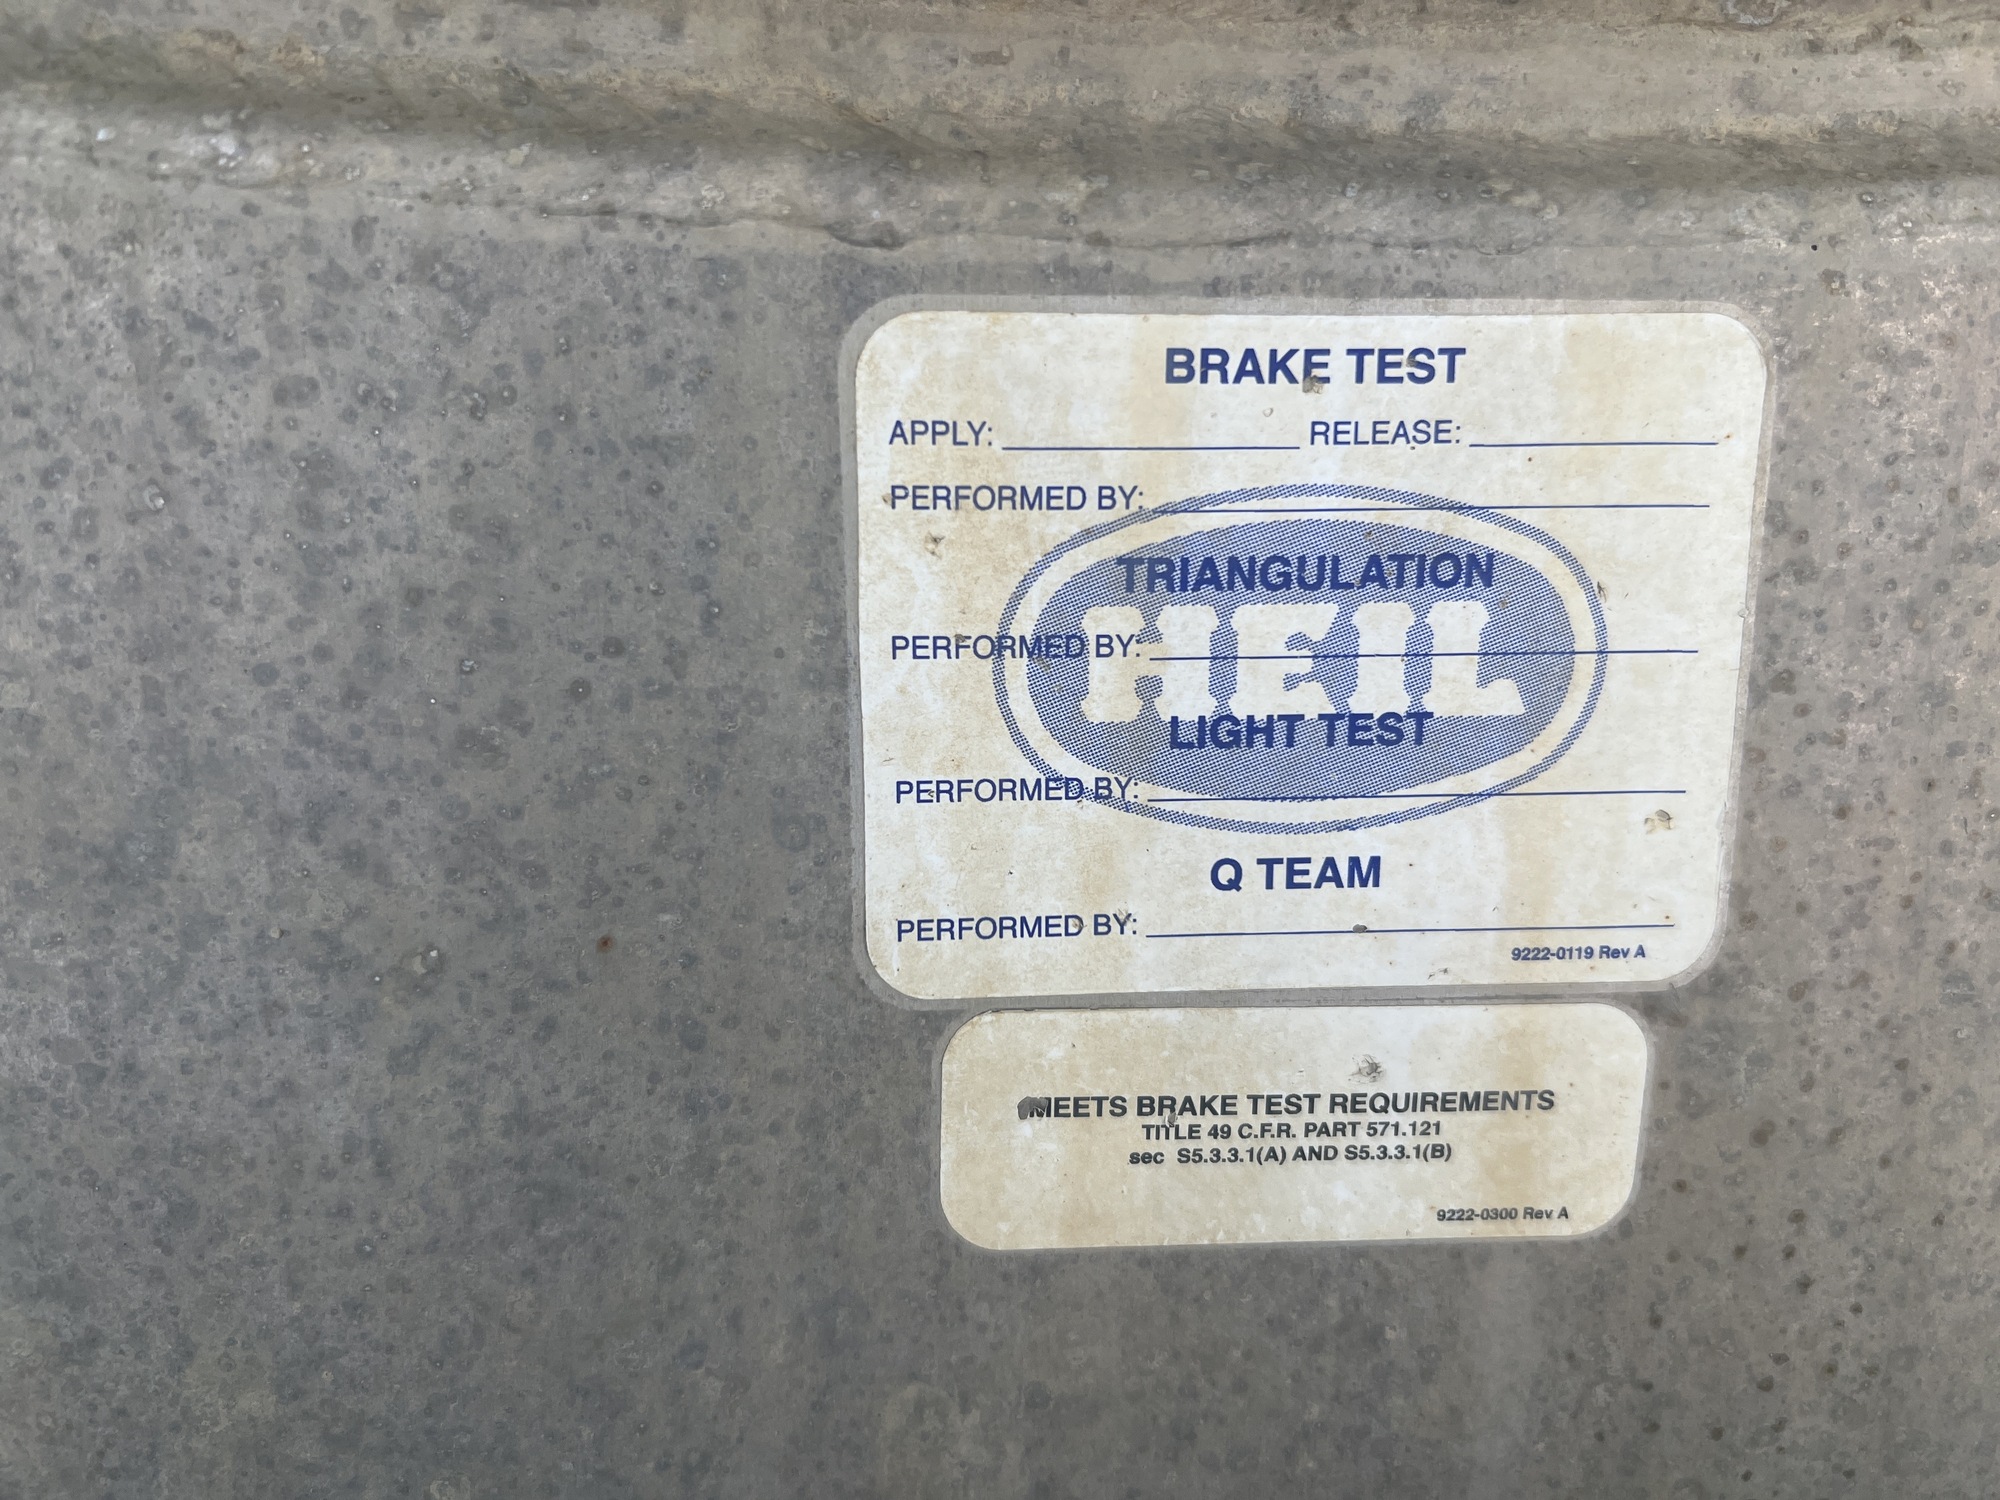 BRAKE TEST
APPLY: RELEASE:
PERFORMED BY:
TRIANGULATION
HEIL
PERFORMED BY:
LIGHT TEST
PERFORMED BY:
Q TEAM
PERFORMED BY:
9222-0119 Rev A
MEETS BRAKE TEST REQUIREMENTS
TITLE 49 C.F.R. PART 571.121
sec S5.3.3.1(A) AND S5.3.3.1(B)
9222-0300 Rev A